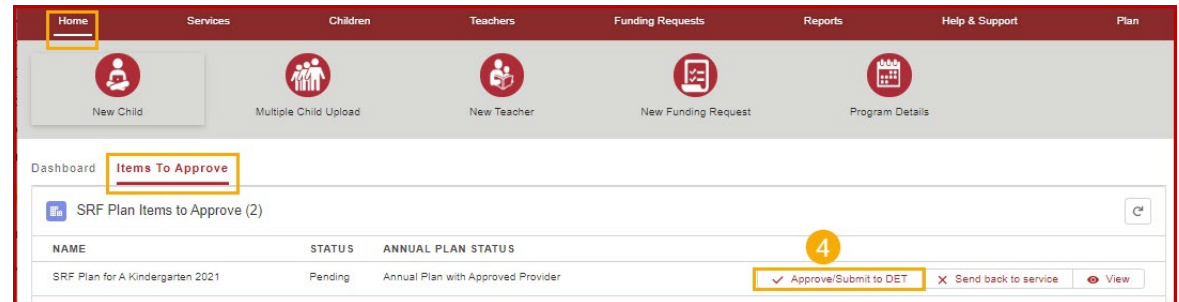 Home Services Children Teachers Funding Requests Reports Help & Support Plan
New Child Multiple Child Upload New Teacher New Funding Request Program Details
Dashboard Items To Approve
SRF Plan Items to Approve (2)
NAME STATUS ANNUAL PLAN STATUS 4
SRF Plan for A Kindergarten 2021 Pending Annual Plan with Approved Provider Approve/Submit to DET Send back to service View